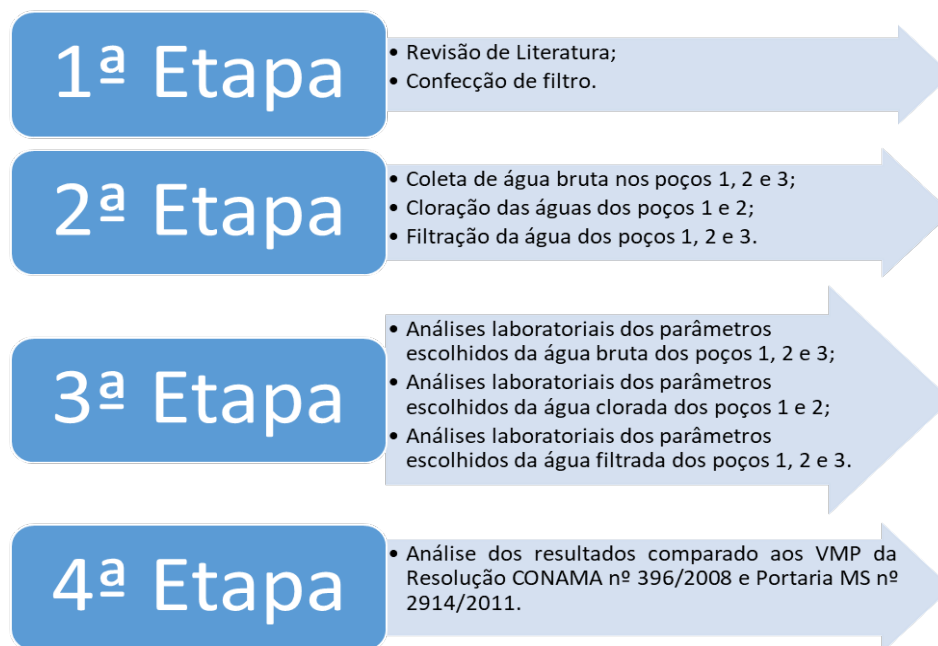 1ª Etapa
• Revisão de Literatura;
• Confecção de filtro.
2ª Etapa
• Coleta de água bruta nos poços 1, 2 e 3;
• Cloração das águas dos poços 1 e 2;
• Filtração da água dos poços 1, 2 e 3.
3ª Etapa
• Análises laboratoriais dos parâmetros
escolhidos da água bruta dos poços 1, 2 e 3;
• Análises laboratoriais dos parâmetros
escolhidos da água clorada dos poços 1 e 2;
• Análises laboratoriais dos parâmetros
escolhidos da água filtrada dos poços 1, 2 e 3.
4ª Etapa
• Análise dos resultados comparado aos VMP da
Resolução CONAMA nº 396/2008 e Portaria MS nº
2914/2011.